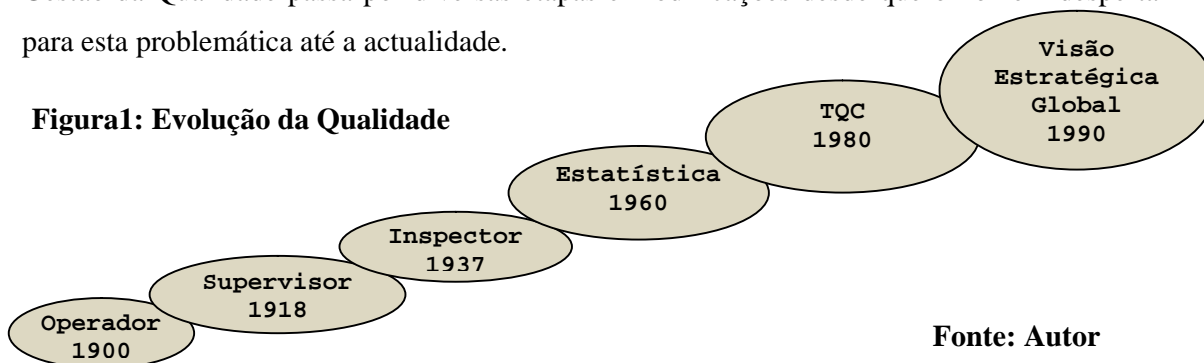 para esta problemática até a actualidade.
Figura1: Evolução da Qualidade
Visão
Estratégica
Global
1990
TQC
1980
Estatística
1960
Inspector
1937
Supervisor
1918
Operador
1900
Fonte: Autor